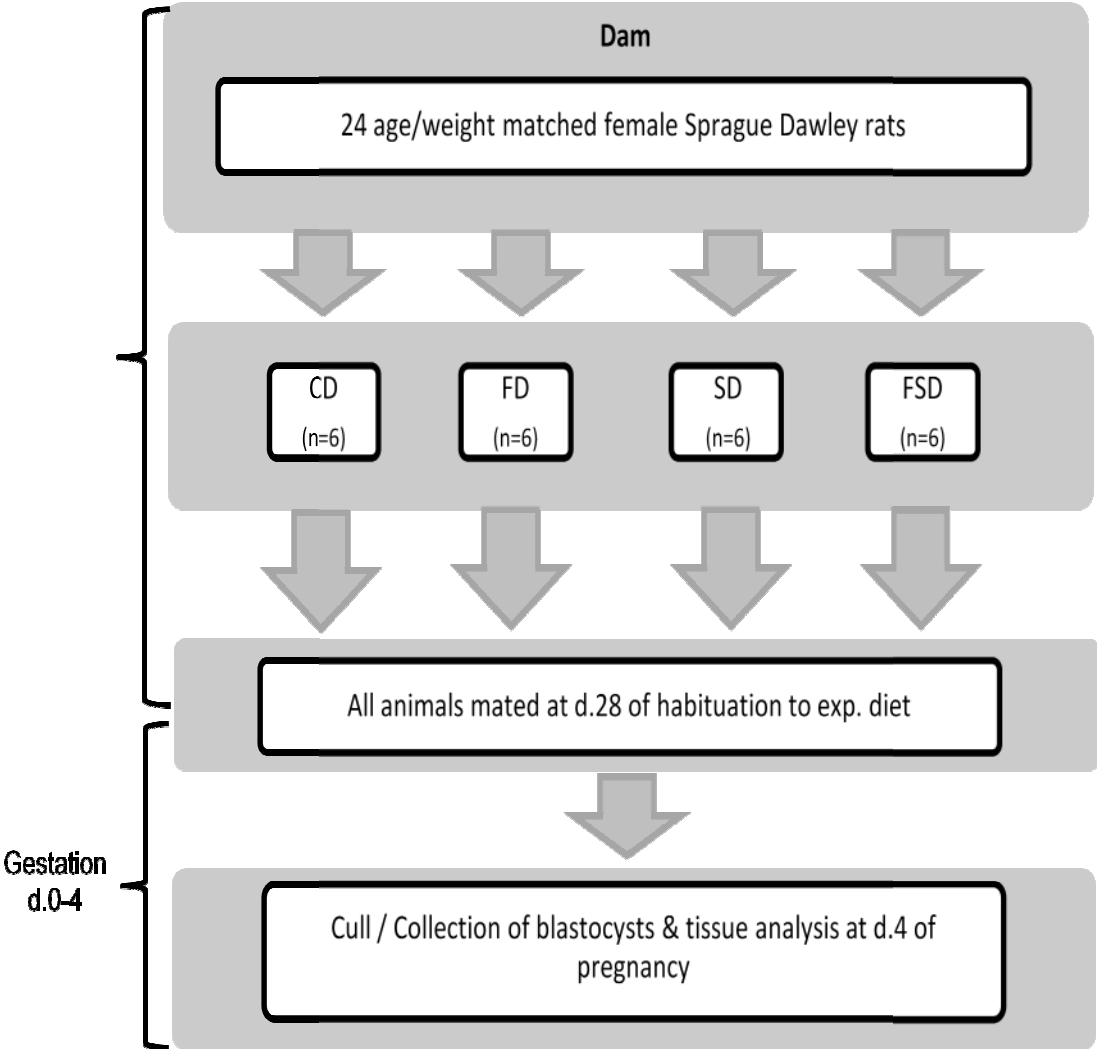 Dam
24 age/weight matched female Sprague Dawley rats
CD
(n=6)
FD
(n=6)
SD
(n=6)
FSD
(n=6)
All animals mated at d.28 of habituation to exp. diet
Gestation
d.0-4
Cull / Collection of blastocysts & tissue analysis at d.4 of
pregnancy